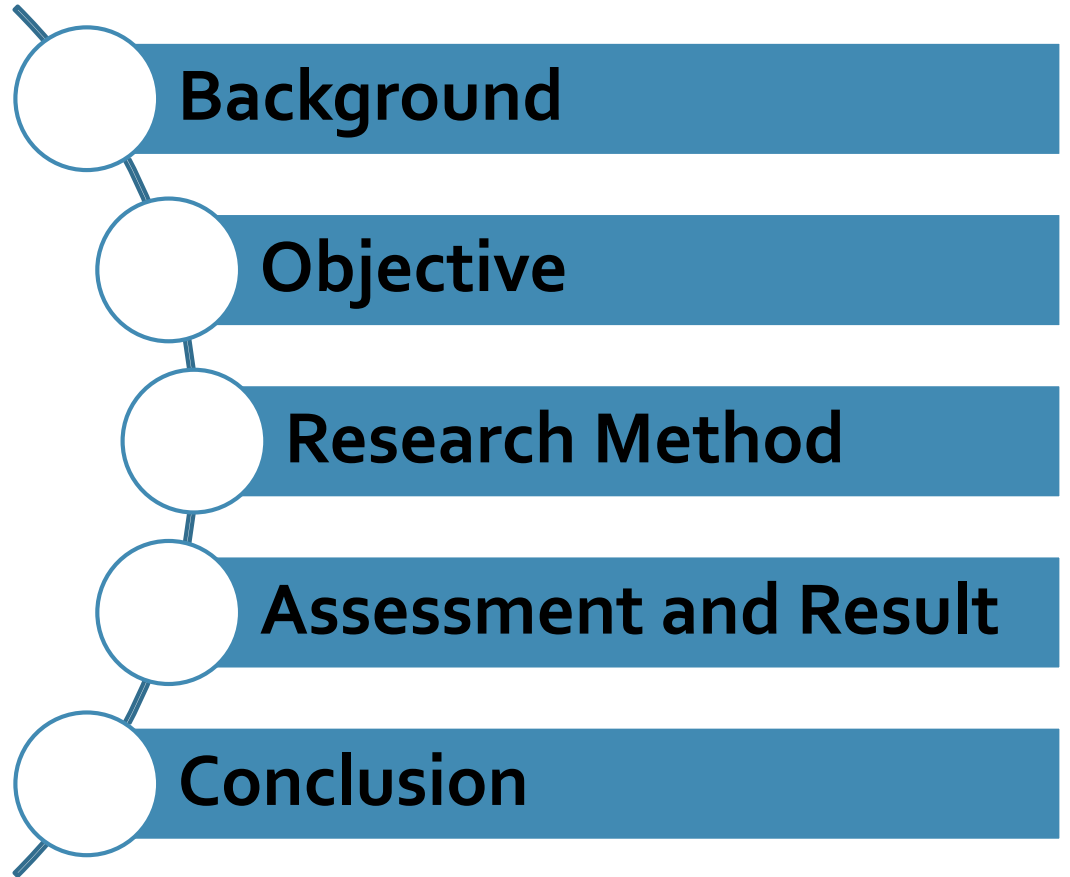 Background
Objective
Research Method
Assessment and Result
Conclusion